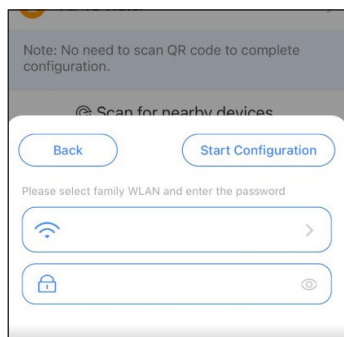 Note: No need to scan QR code to complete
configuration.
Scan for nearby devices
Back
Start Configuration
Please select family WLAN and enter the password